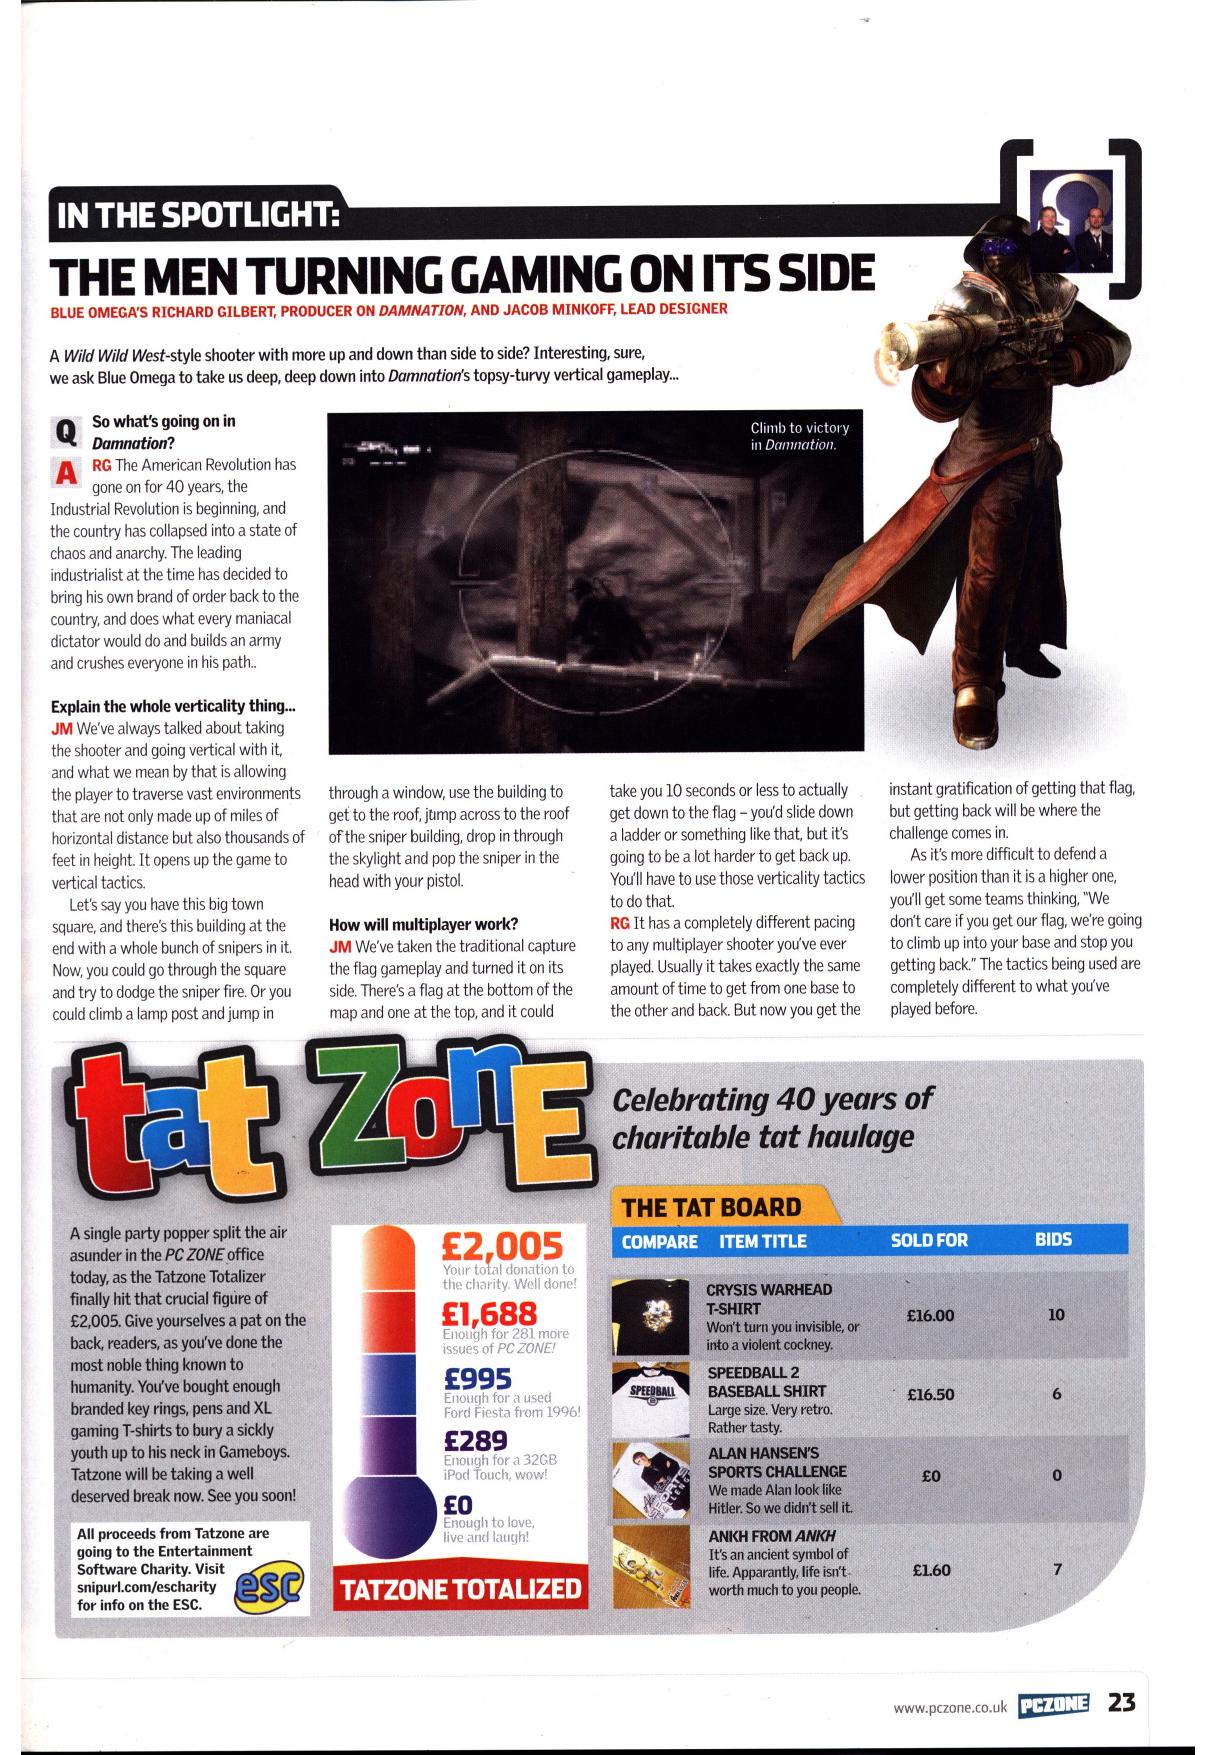 IN THE SPOTLIGHT:
THE MEN TURNING GAMING ON ITS SIDE
BLUE OMEGA'S RICHARD GILBERT, PRODUCER ON DAMNATION, AND JACOB MINKOFF, LEAD DESIGNER
A Wild Wild West-style shooter with more up and down than side to side? Interesting, sure,
we ask Blue Omega to take us deep, deep down into Damnation's topsy-turvy vertical gameplay...
Q So what's going on in
Damnation?
A RG The American Revolution has
gone on for 40 years, the
Industrial Revolution is beginning, and
the country has collapsed into a state of
chaos and anarchy. The leading
industrialist at the time has decided to
bring his own brand of order back to the
country, and does what every maniacal
dictator would do and builds an army
and crushes everyone in his path..
Explain the whole verticality thing...
JM We've always talked about taking
the shooter and going vertical with it,
and what we mean by that is allowing
the player to traverse vast environments
that are not only made up of miles of
horizontal distance but also thousands of
feet in height. It opens up the game to
vertical tactics.
Let's say you have this big town
square, and there's this building at the
end with a whole bunch of snipers in it.
Now, you could go through the square
and try to dodge the sniper fire. Or you
could climb a lamp post and jump in
Climb to victory
in Damnation.
through a window, use the building to
get to the roof, jump across to the roof
of the sniper building, drop in through
the skylight and pop the sniper in the
head with your pistol.
How will multiplayer work?
JM We've taken the traditional capture
the flag gameplay and turned it on its
side. There's a flag at the bottom of the
map and one at the top, and it could
take you 10 seconds or less to actually
get down to the flag – you'd slide down
a ladder or something like that, but it's
going to be a lot harder to get back up.
You'll have to use those verticality tactics
to do that.
RG It has a completely different pacing
to any multiplayer shooter you've ever
played. Usually it takes exactly the same
amount of time to get from one base to
the other and back. But now you get the
instant gratification of getting that flag,
but getting back will be where the
challenge comes in.
As it's more difficult to defend a
lower position than it is a higher one,
you'll get some teams thinking, "We
don't care if you get our flag, we're going
to climb up into your base and stop you
getting back." The tactics being used are
completely different to what you've
played before.
tat zonE
Celebrating 40 years of
charitable tat haulage
A single party popper split the air
asunder in the PC ZONE office
today, as the Tatzone Totalizer
finally hit that crucial figure of
£2,005. Give yourselves a pat on the
back, readers, as you've done the
most noble thing known to
humanity. You've bought enough
branded key rings, pens and XL
gaming T-shirts to bury a sickly
youth up to his neck in Gameboys.
Tatzone will be taking a well
deserved break now. See you soon!
All proceeds from Tatzone are
going to the Entertainment
Software Charity. Visit
snipurl.com/escharity
for info on the ESC.
esc
£2,005
Your total donation to
the charity. Well done!
£1,688
Enough for 281 more
issues of PC ZONE!
£995
Enough for a used
Ford Fiesta from 1996!
£289
Enough for a 32GB
iPod Touch, wow!
£0
Enough to love,
live and laugh!
TATZONE TOTALIZED
THE TAT BOARD
COMPARE ITEM TITLE SOLD FOR BIDS
CRYSIS WARHEAD
T-SHIRT
Won't turn you invisible, or
into a violent cockney.
£16.00 10
SPEEDBALL
SPEEDBALL 2
BASEBALL SHIRT
Large size. Very retro.
Rather tasty.
£16.50 6
ALAN HANSEN'S
SPORTS CHALLENGE
We made Alan look like
Hitler. So we didn't sell it.
£0 0
ANKH FROM ANKH
It's an ancient symbol of
life. Apparantly, life isn't
worth much to you people.
£1.60 7
www.pczone.co.uk PCZONE 23